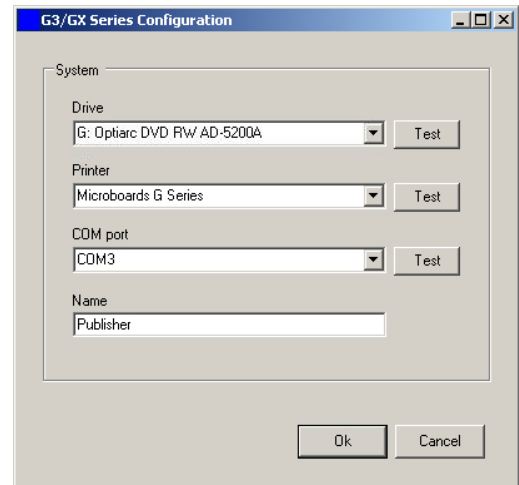 G3/GX Series Configuration
System
Drive
G: Optiarc DVD RW AD-5200A
Test
Printer
Microboards G Series
Test
COM port
COM3
Test
Name
Publisher
Ok
Cancel